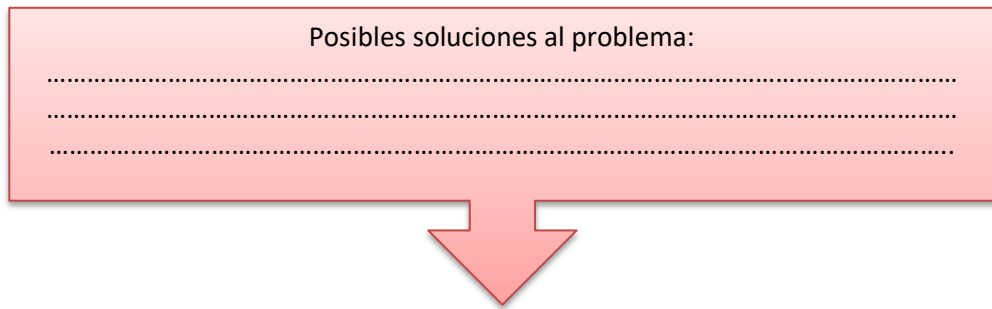 Posibles soluciones al problema:
………………………………………………………………………………………………………………………
………………………………………………………………………………………………………………………
……………………………………………………………………………………………………………………..